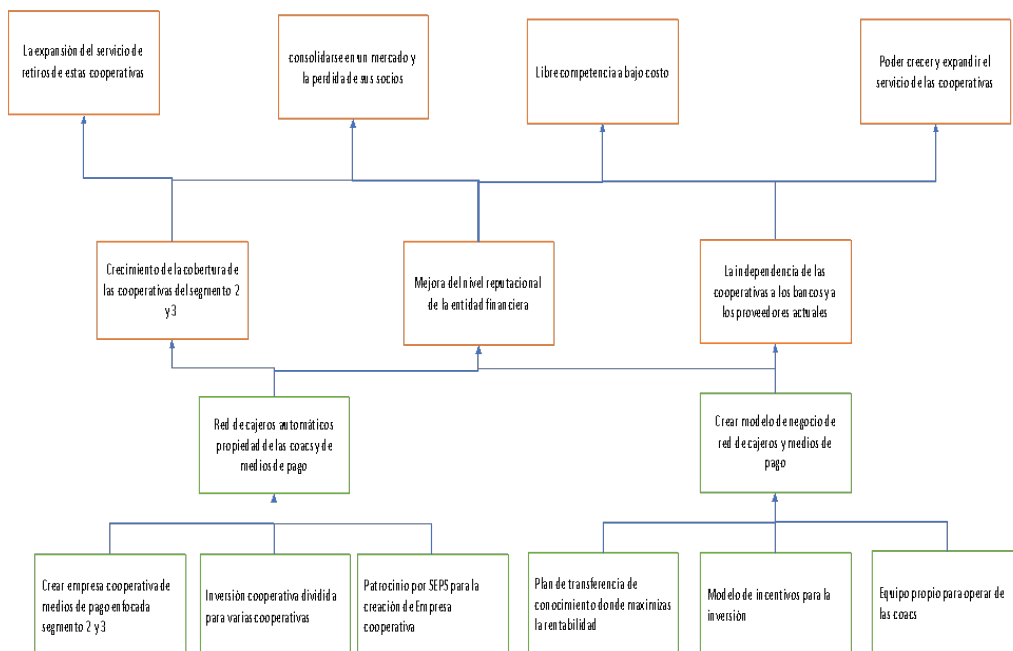 La expansión del servicio de
retiros de estas cooperativas
consolidarse en un mercado y
la perdida de sus socios
Libre competencia a bajo costo
Poder crecer y expandir el
servicio de las cooperativas
Crecimiento de la cobertura de
las cooperativas del segmento 2
y 3
Mejora del nivel reputacional
de la entidad financiera
La independencia de las
cooperativas a los bancos y a
los proveedores actuales
Red de cajeros automáticos
propiedad de las coacs y de
medios de pago
Crear modelo de negocio de
red de cajeros y medios de
pago
Crear empresa cooperativa de
medios de pago enfocada
segmento 2 y 3
Inversión cooperativa dividida
para varias cooperativas
Patrocinio por SEPS para la
creación de Empresa
cooperativa
Plan de transferencia de
conocimiento donde maximizas
la rentabilidad
Modelo de incentivos para la
inversión
Equipo propio para operar de
las coacs